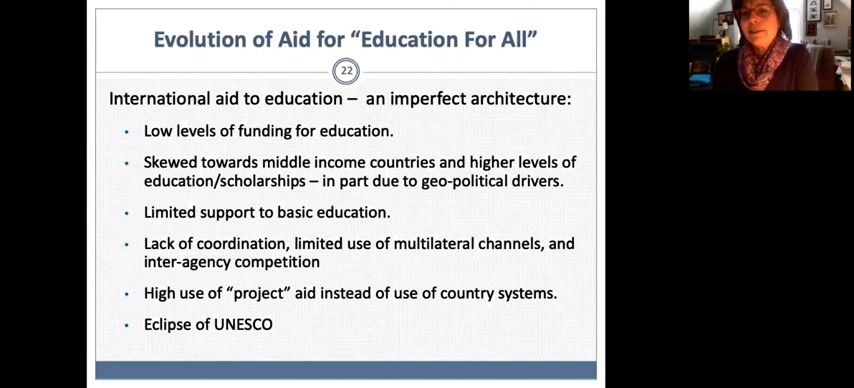 Evolution of Aid for “Education For All”
22
International aid to education – an imperfect architecture:
• Low levels of funding for education.
• Skewed towards middle income countries and higher levels of
education/scholarships – in part due to geo-political drivers.
• Limited support to basic education.
• Lack of coordination, limited use of multilateral channels, and
inter-agency competition
• High use of “project” aid instead of use of country systems.
• Eclipse of UNESCO